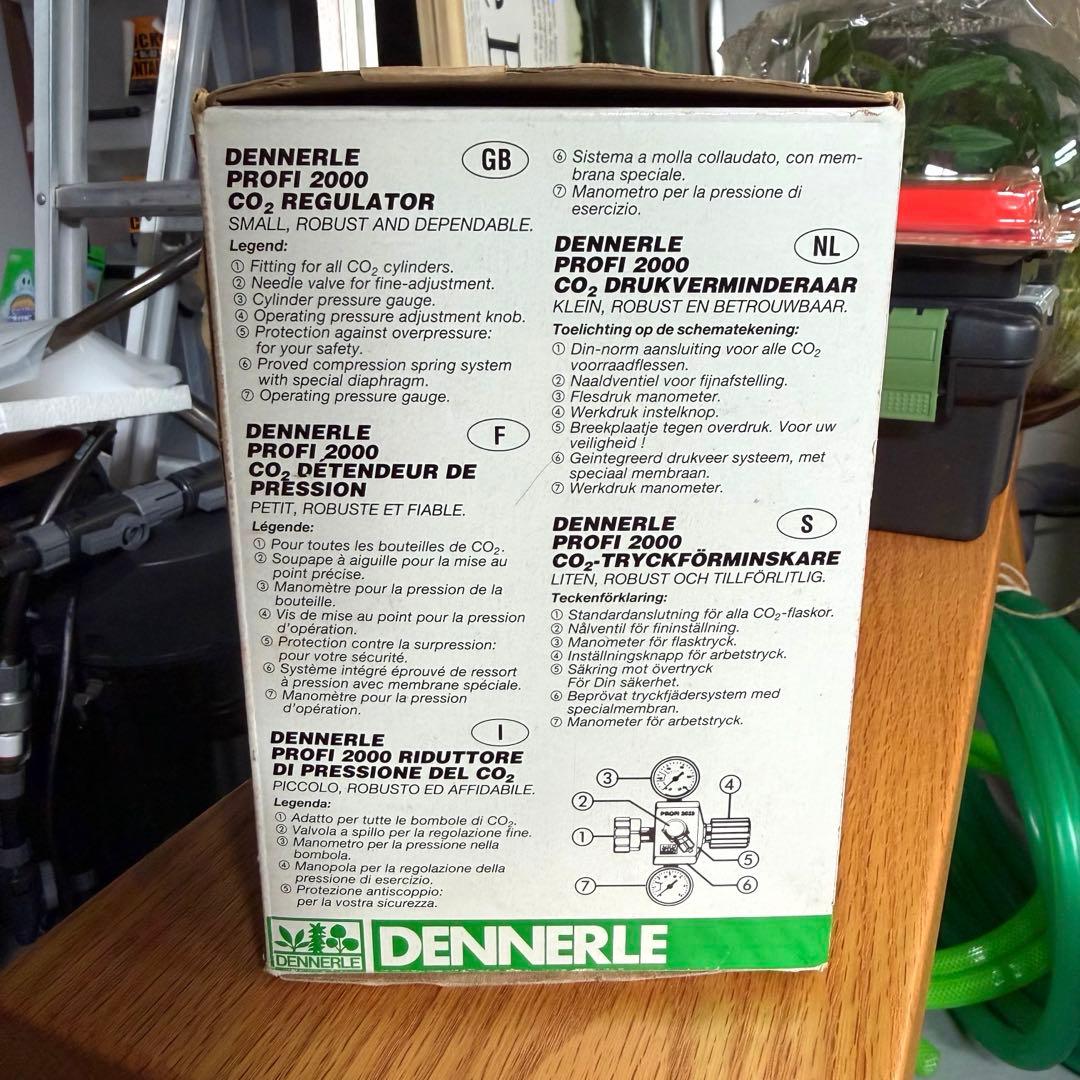 DENNERLE
PROFI 2000
CO₂ REGULATOR
GB
SMALL, ROBUST AND DEPENDABLE.
Legend:
① Fitting for all CO₂ cylinders.
② Needle valve for fine-adjustment.
③ Cylinder pressure gauge.
④ Operating pressure adjustment knob.
⑤ Protection against overpressure:
for your safety.
⑥ Proved compression spring system
with special diaphragm.
⑦ Operating pressure gauge.
DENNERLE
PROFI 2000
CO₂ DÉTENDEUR DE
PRESSION
F
PETIT, ROBUSTE ET FIABLE.
Légende:
① Pour toutes les bouteilles de CO₂.
② Soupape à aiguille pour la mise au
point précise.
③ Manomètre pour la pression de la
bouteille.
④ Vis de mise au point pour la pression
d'opération.
⑤ Protection contre la surpression:
pour votre sécurité.
⑥ Système intégré éprouvé de ressort
à pression avec membrane spéciale.
⑦ Manomètre pour la pression
d'opération.
I
DENNERLE
PROFI 2000 RIDUTTORE
DI PRESSIONE DEL CO₂
PICCOLO, ROBUSTO ED AFFIDABILE.
Legenda:
① Adatto per tutte le bombole di CO₂.
② Valvola a spillo per la regolazione fine.
③ Manometro per la pressione nella
bombola.
④ Manopola per la regolazione della
pressione di esercizio.
⑤ Protezione antiscoppio:
per la vostra sicurezza.
⑥ Sistema a molla collaudato, con mem-
brana speciale.
⑦ Manometro per la pressione di
esercizio.
DENNERLE
PROFI 2000
CO₂ DRUKVERMINDERAAR
NL
KLEIN, ROBUST EN BETROUWBAAR.
Toelichting op de schematekening:
① Din-norm aansluiting voor alle CO₂
voorraadflessen.
② Naaldventiel voor fijnafstelling.
③ Flesdruk manometer.
④ Werkdruk instelknop.
⑤ Breekplaatje tegen overdruk. Voor uw
veiligheid !
⑥ Geintegreerd drukveer systeem, met
speciaal membraan.
⑦ Werkdruk manometer.
DENNERLE
PROFI 2000
CO₂-TRYCKFÖRMINSKARE
S
LITEN, ROBUST OCH TILLFÖRLITLIG.
Teckenförklaring:
① Standardanslutning för alla CO₂-flaskor.
② Nålventil för fininställning.
③ Manometer för flasktryck.
④ Inställningsknapp för arbetstryck.
⑤ Säkring mot övertryck
För Din säkerhet.
⑥ Beprövat tryckfjädersystem med
specialmembran.
⑦ Manometer för arbetstryck.
③
④
②
①
⑤
⑦
⑥
DENNERLE
DENNERLE